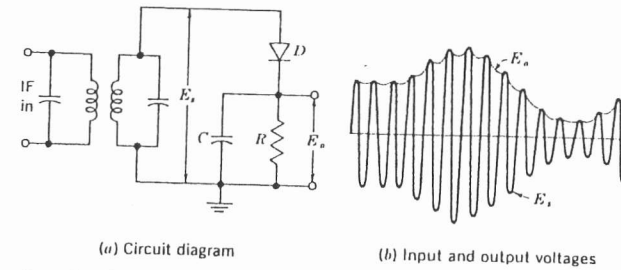 IF
in
E_s
D
C
R
E_o
(a) Circuit diagram
E_o
E_s
(b) Input and output voltages